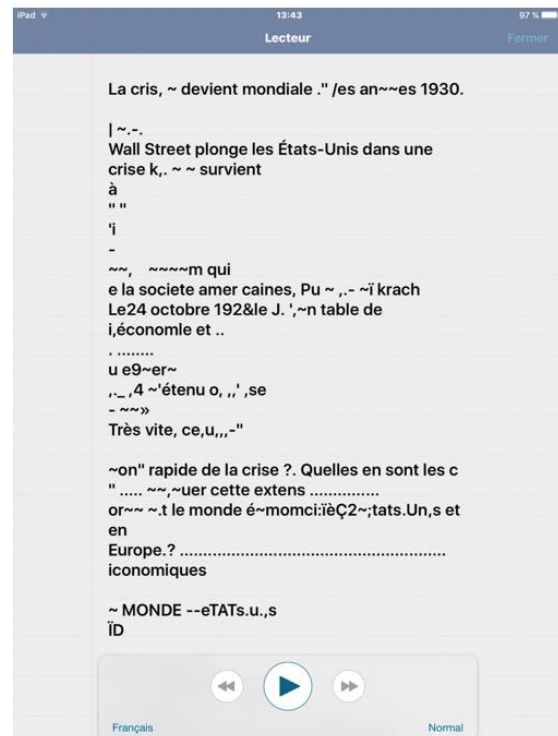 iPad 13:43 97 %
Lecteur Fermer
La cris, ~ devient mondiale ." /es an~~es 1930.
| ~.-.
Wall Street plonge les États-Unis dans une
crise k,. ~ ~ survient
à
" "
'i
-
~~, ~~~~m qui
e la societe amer caines, Pu ~ ,.- ~ï krach
Le24 octobre 192&le J. ',~n table de
i,économle et ..
. ........
u e9~er~
,._ ,4 ~'étenu o, ,,' ,se
- ~~»
Très vite, ce,u,,,-"
~on" rapide de la crise ?. Quelles en sont les c
" ..... ~~,~uer cette extens ...............
or~~ ~.t le monde é~momci:ïèÇ2~;tats.Un,s et
en
Europe.? ..........................................................
iconomiques
~ MONDE --eTATs.u.,s
ÏD
Français Normal